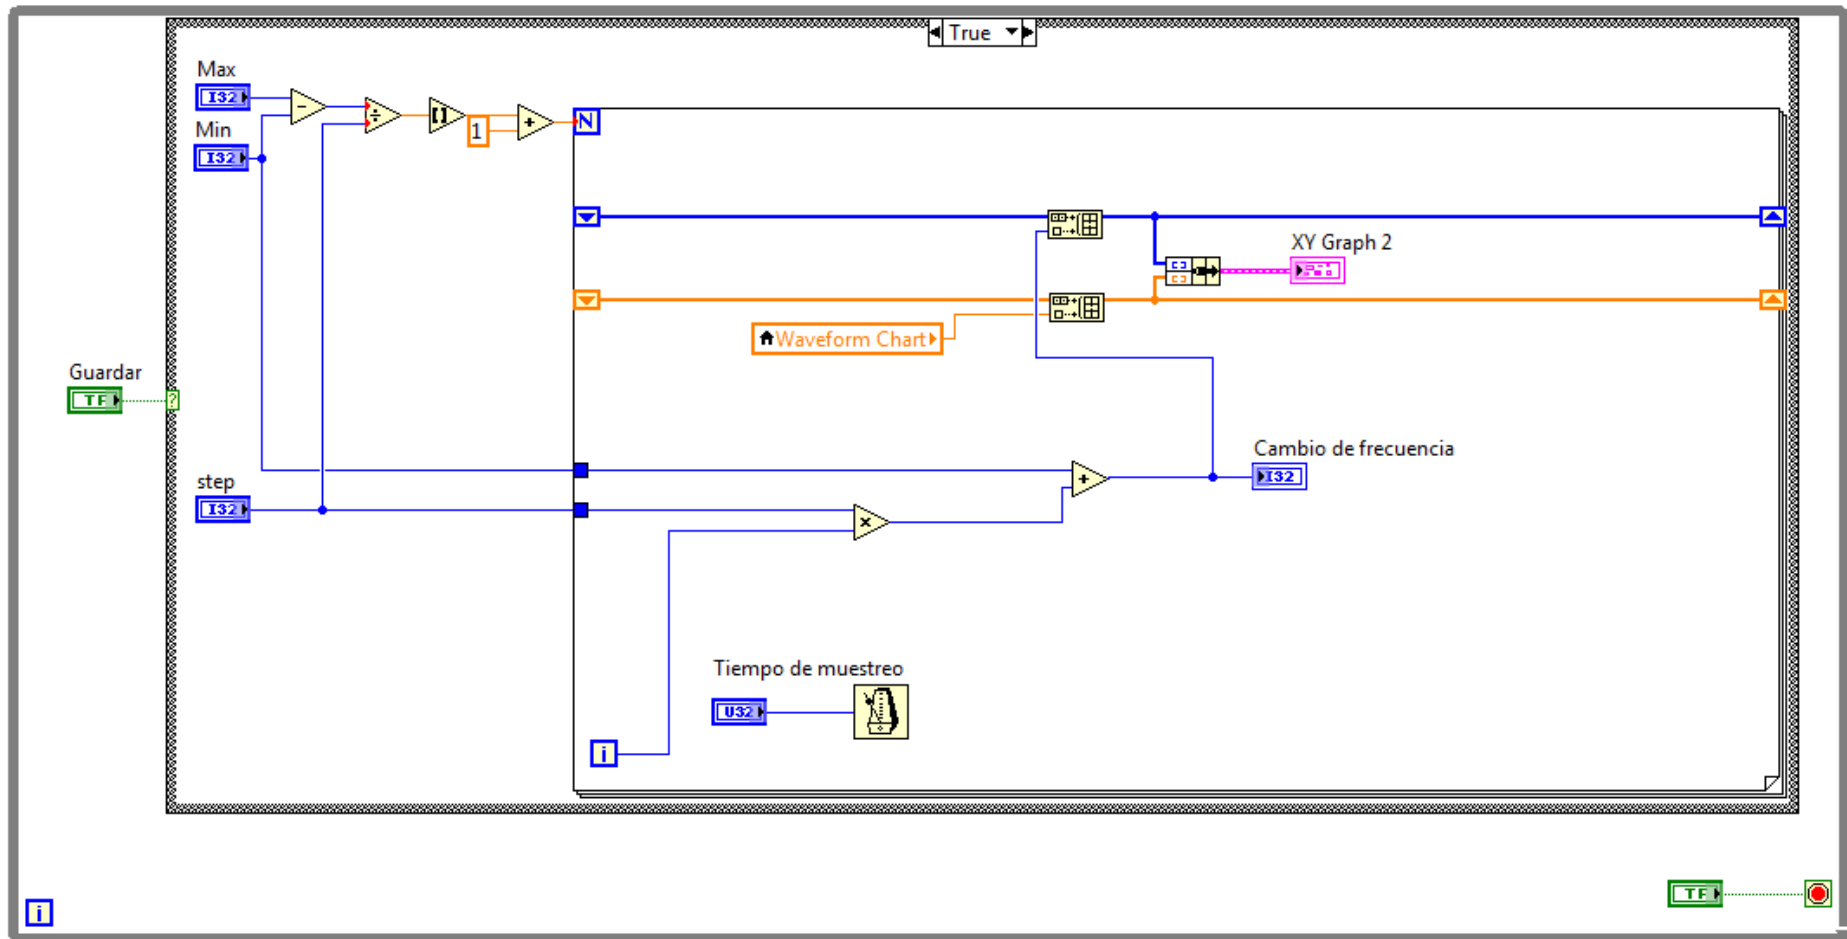 True
Max
I32
Min
I32
1
N
XY Graph 2
Waveform Chart
Guardar
TF
?
Cambio de frecuencia
I32
step
I32
Tiempo de muestreo
U32
i
TF
i